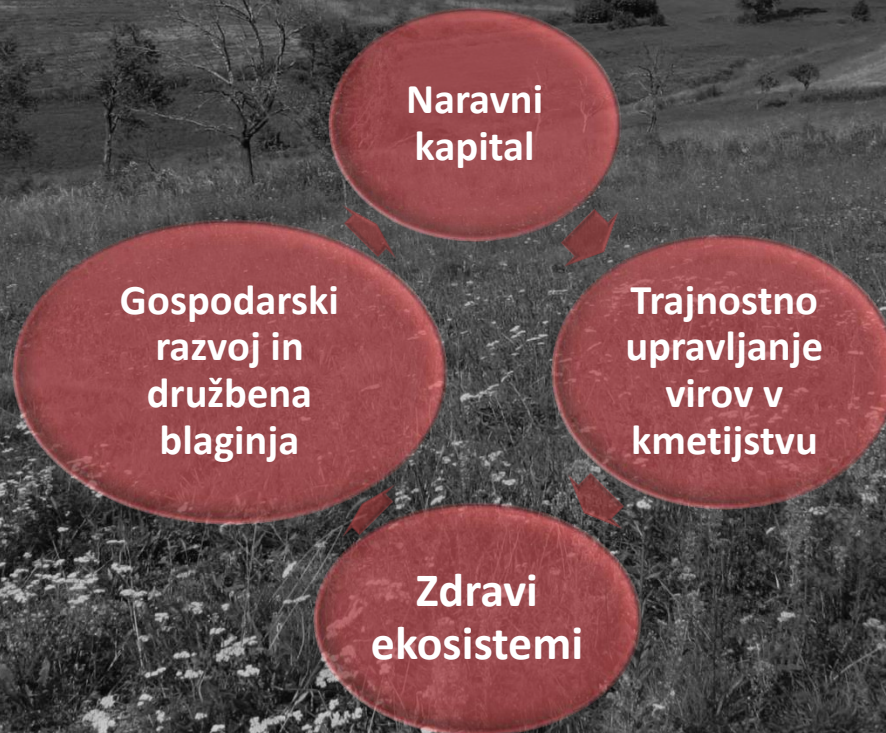 Naravni
kapital
Trajnostno
upravljanje
virov v
kmetijstvu
Zdravi
ekosistemi
Gospodarski
razvoj in
družbena
blaginja